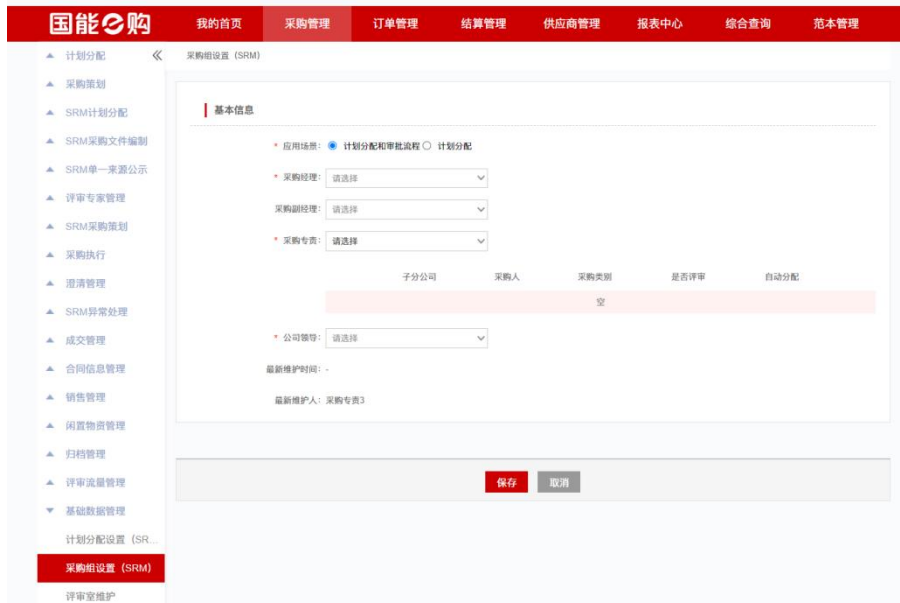 国能e购 我的首页 采购管理 订单管理 结算管理 供应商管理 报表中心 综合查询 范本管理
计划分配
采购组设置（SRM）
采购策划
SRM计划分配
基本信息
SRM采购文件编制
* 应用场景： 计划分配和审批流程 计划分配
SRM单一来源公示
* 采购经理： 请选择
评审专家管理
采购副经理： 请选择
SRM采购策划
* 采购专责： 请选择
采购执行
子分公司 采购人 采购类别 是否评审 自动分配
澄清管理
空
SRM异常处理
* 公司领导： 请选择
成交管理
合同信息管理
最新维护时间： -
销售管理
最新维护人： 采购专责3
闲置物资管理
归档管理
评审流量管理
保存 取消
基础数据管理
计划分配设置（SR...
采购组设置（SRM）
评审室维护